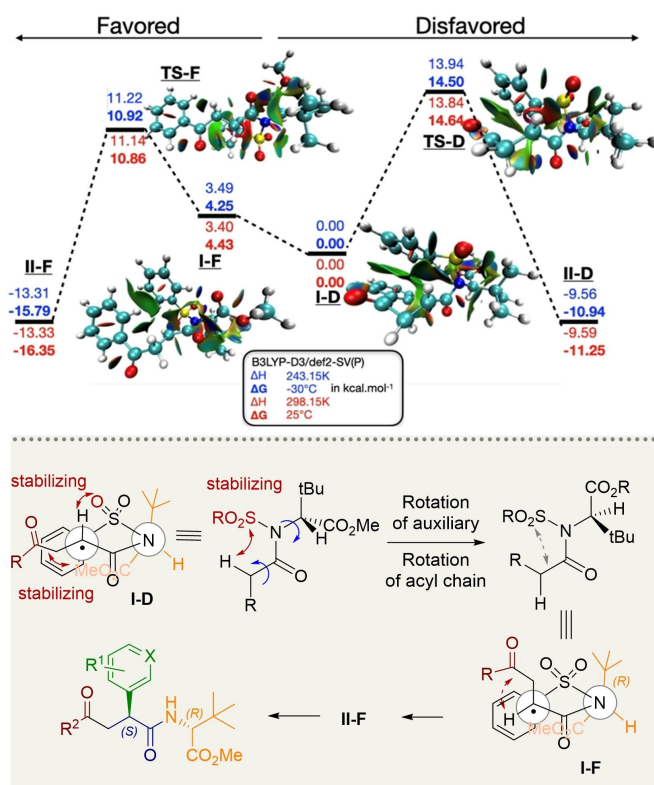 Favored
Disfavored
TS-F
11.22
10.92
11.14
10.86
13.94
14.50
13.84
14.64
TS-D
3.49
4.25
3.40
4.43
I-F
0.00
0.00
0.00
0.00
I-D
II-F
-13.31
-15.79
-13.33
-16.35
II-D
-9.56
-10.94
-9.59
-11.25
B3LYP-D3/def2-SV(P)
ΔH 243.15K
ΔG -30°C in kcal.mol-1
ΔH 298.15K
ΔG 25°C
stabilizing
H O O
S
O
R
N
H
MeO2C
O
stabilizing
I-D
stabilizing
tBu
SO2R
RO2S
N
H
CO2Me
H
O
R
Rotation
of auxiliary
Rotation
of acyl chain
CO2R
RO2S
H
N
tBu
O
R
H
O
R
O O
S
(R)
N
H
H
MeO2C
O
I-F
II-F
R1
X
O
R2
(S)
O
H
N
(R)
CO2Me